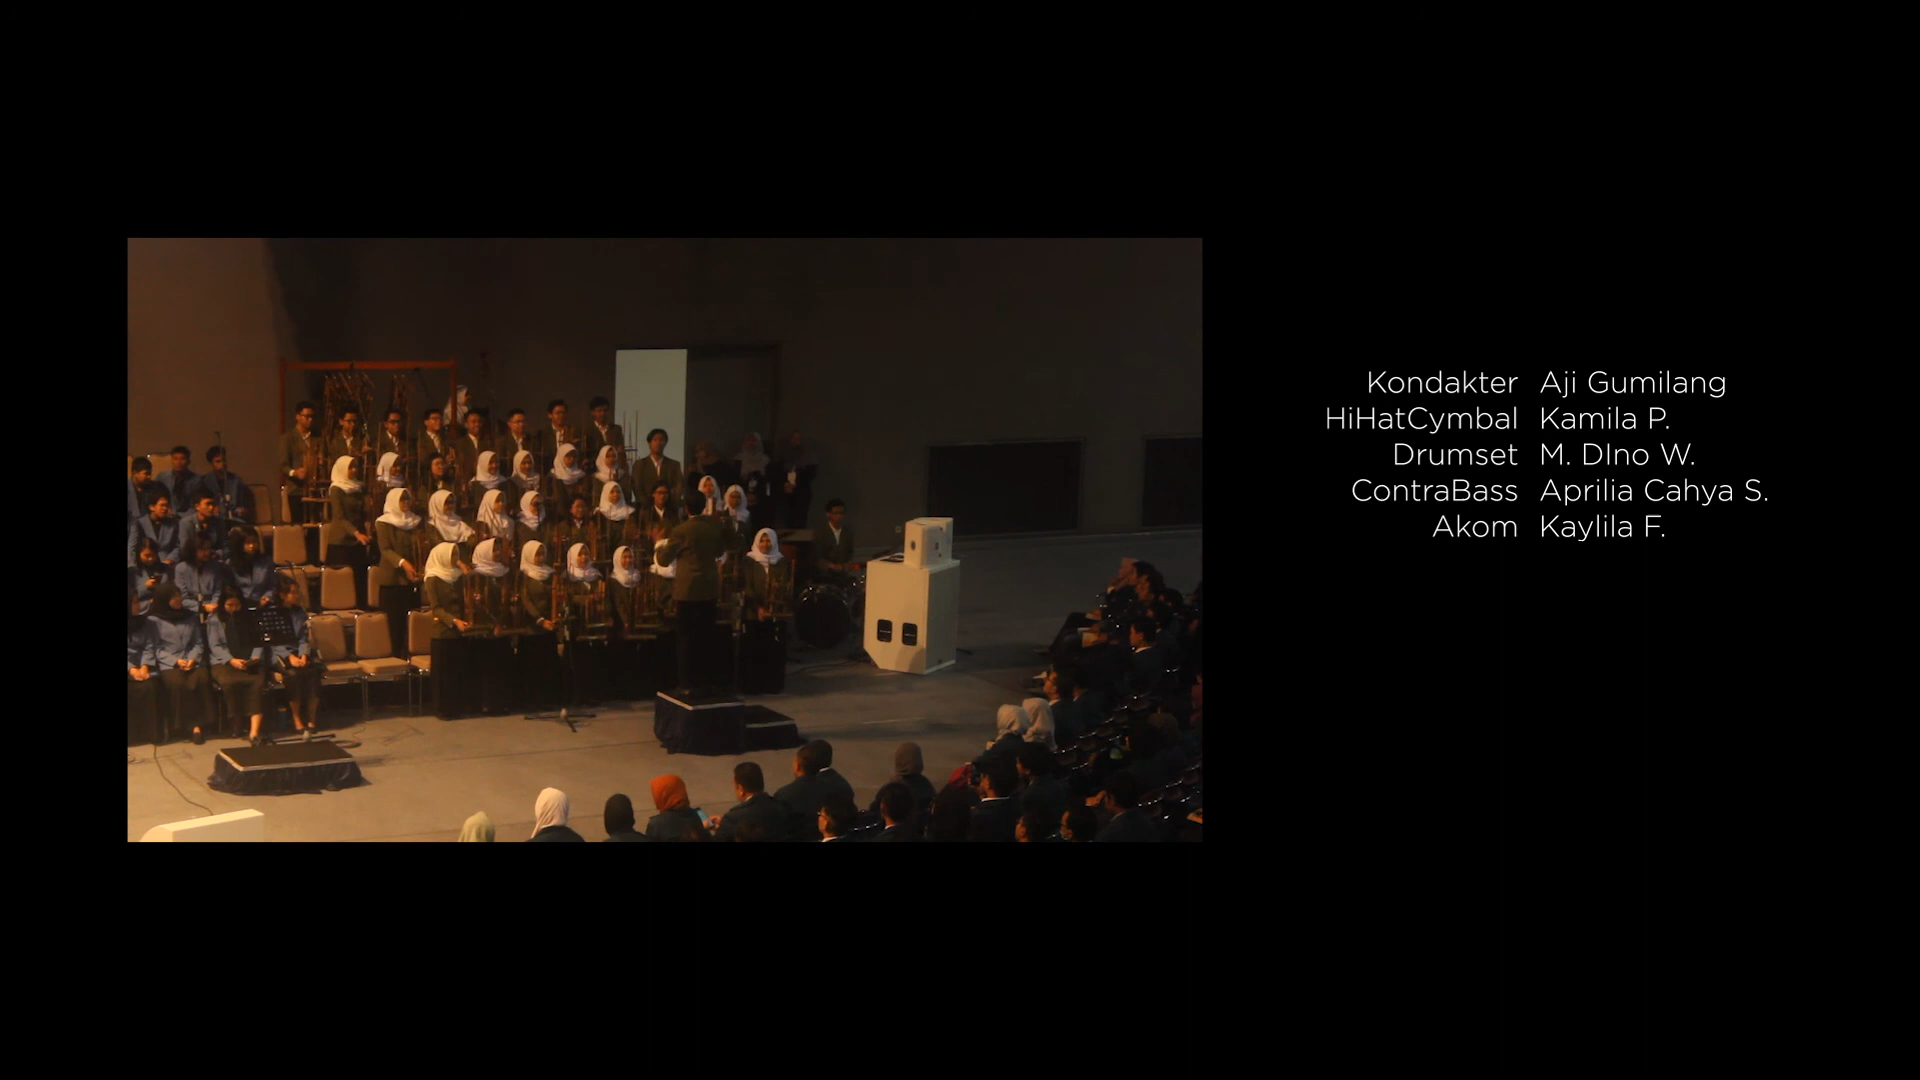 Kondakter Aji Gumilang
HiHatCymbal Kamila P.
Drumset M. DIno W.
ContraBass Aprilia Cahya S.
Akom Kaylila F.